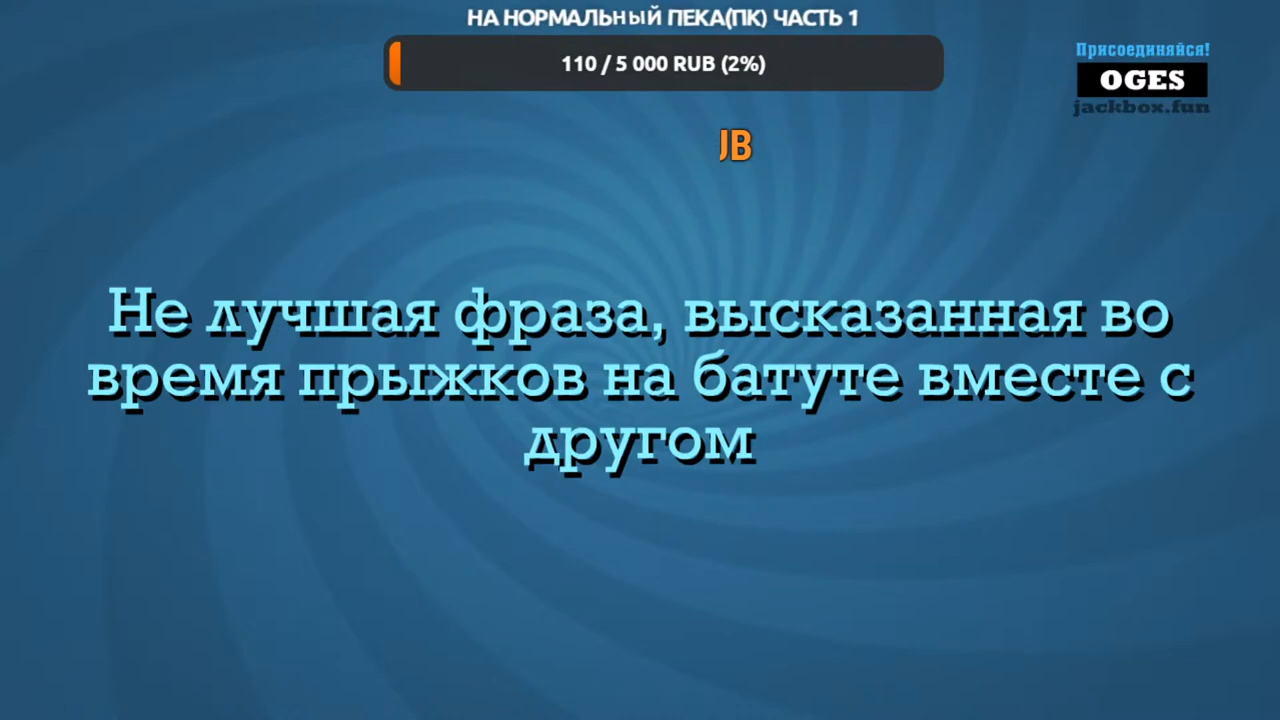 НА НОРМАЛЬНЫЙ ПЕКА(ПК) ЧАСТЬ 1
110 / 5 000 RUB (2%)
Присоединяйся!
OGES
jackbox.fun
UB
Не лучшая фраза, высказанная во
время прыжков на батуте вместе с
другом